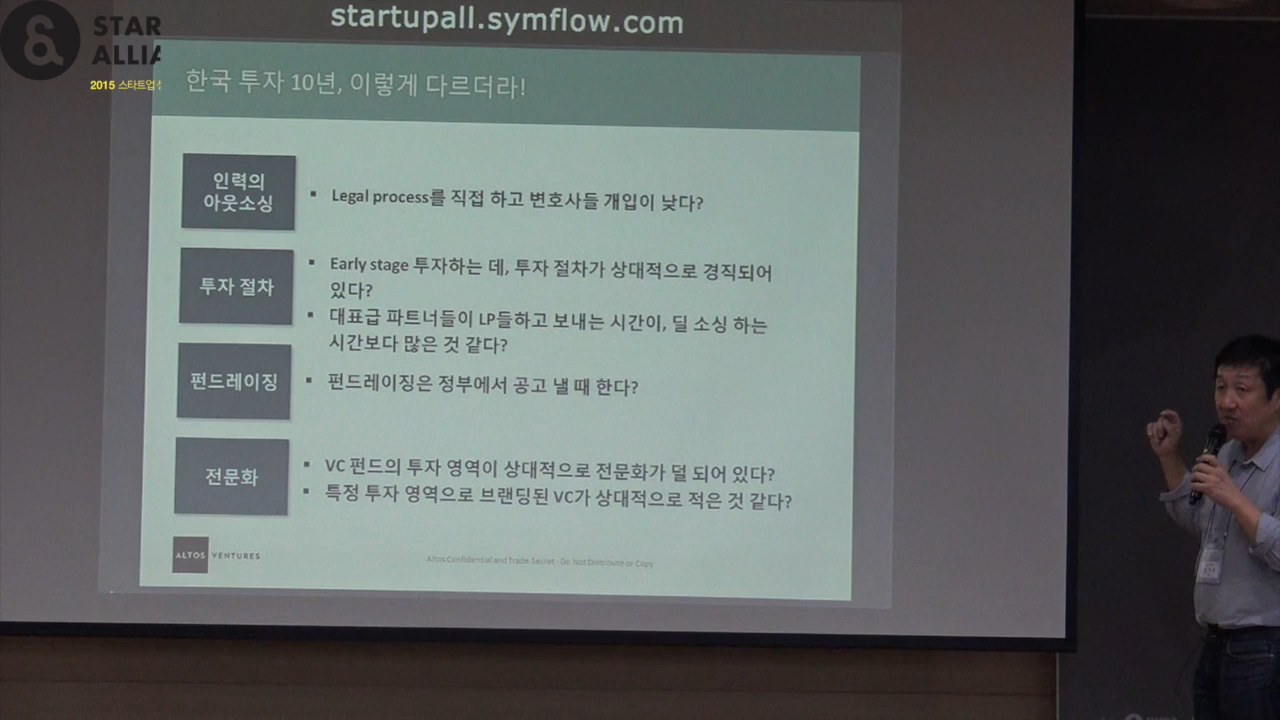 startupall.symflow.com
STAR
ALLIA
2015 스타트업
한국 투자 10년, 이렇게 다르더라!
인력의
아웃소싱
▪ Legal process를 직접 하고 변호사들 개입이 낮다?
투자 절차
▪ Early stage 투자하는 데, 투자 절차가 상대적으로 경직되어
있다?
▪ 대표급 파트너들이 LP들하고 보내는 시간이, 딜 소싱 하는
시간보다 많은 것 같다?
펀드레이징
▪ 펀드레이징은 정부에서 공고 낼 때 한다?
전문화
▪ VC 펀드의 투자 영역이 상대적으로 전문화가 덜 되어 있다?
▪ 특정 투자 영역으로 브랜딩된 VC가 상대적으로 적은 것 같다?
ALTOS VENTURES
Altos Confidential and Trade Secret - Do Not Distribute or Copy